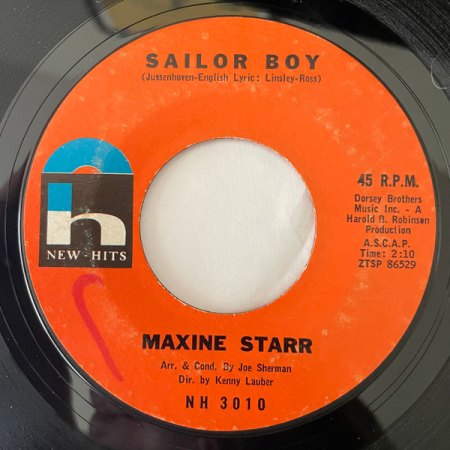 SAILOR BOY
(Jussenhoven-English Lyric: Linsley-Ross)
45 R.P.M.
Dorsey Brothers
Music Inc. - A
Harold B. Robinson
Production
A.S.C.A.P.
Time: 2:10
ZTSP 86529
h
NEW-HITS
MAXINE STARR
Arr. & Cond. By Joe Sherman
Dir. by Kenny Lauber
NH 3010